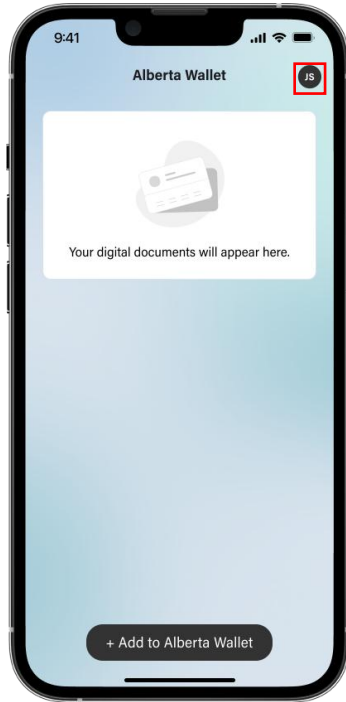 9:41
Alberta Wallet
JS
Your digital documents will appear here.
+ Add to Alberta Wallet